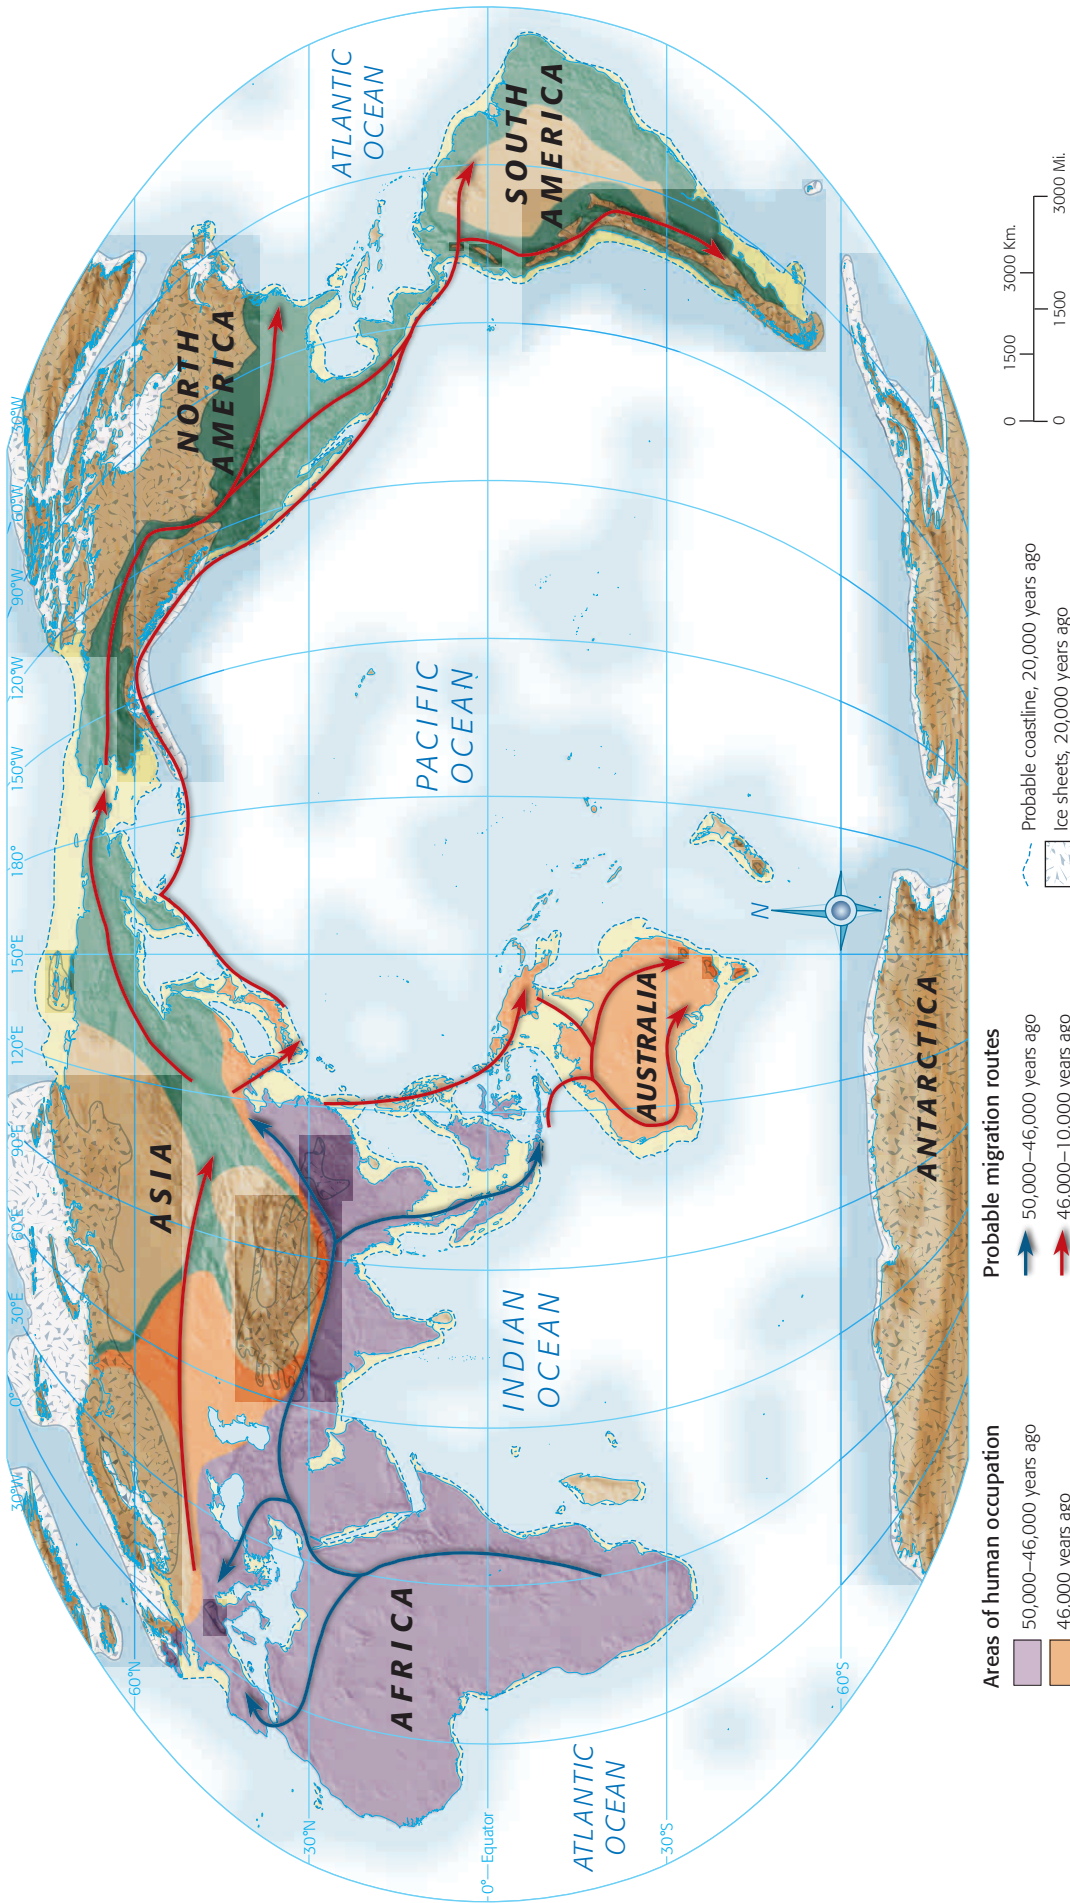 30°W
0°
30°E
60°E
90°E
120°E
150°E
180°
150°W
120°W
90°W
60°W
30°W
60°N
30°N
0°
Equator
30°S
60°S
ASIA
NORTH
AMERICA
ATLANTIC
OCEAN
AFRICA
PACIFIC
OCEAN
SOUTH
AMERICA
INDIAN
OCEAN
ATLANTIC
OCEAN
AUSTRALIA
N
ANTARCTICA
Areas of human occupation
50,000–46,000 years ago
46,000 years ago
Probable migration routes
50,000–46,000 years ago
46,000–10,000 years ago
Probable coastline, 20,000 years ago
Ice sheets, 20,000 years ago
0 1500 3000 Km.
0 1500 3000 Mi.